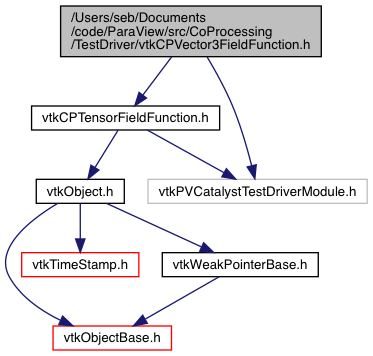 /Users/seb/Documents
/code/ParaView/src/CoProcessing
/TestDriver/vtkCPVector3FieldFunction.h
vtkCPTensorFieldFunction.h
vtkObject.h
vtkPVCatalystTestDriverModule.h
vtkTimeStamp.h
vtkWeakPointerBase.h
vtkObjectBase.h